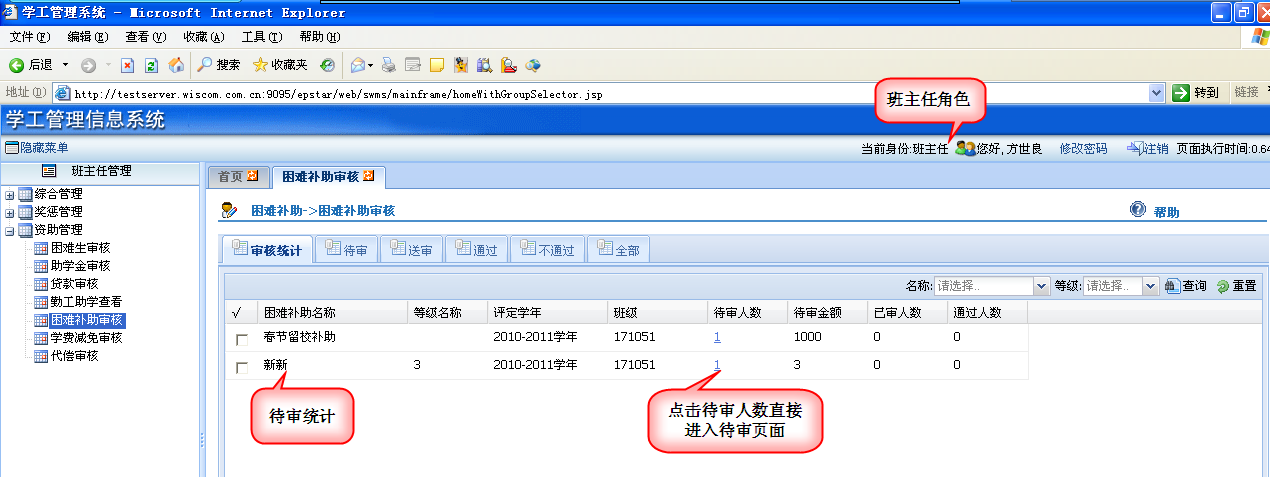 学工管理系统 - Microsoft Internet Explorer
文件(F) 编辑(E) 查看(V) 收藏(A) 工具(T) 帮助(H)
后退 搜索 收藏夹
地址(D) http://testserver.wiscom.com.cn:9095/epstar/web/swms/mainframe/homeWithGroupSelector.jsp 转到 链接
班主任角色
学工管理信息系统
隐藏菜单 当前身份:班主任 您好, 方世良 修改密码 注销 页面执行时间:0.64
班主任管理
综合管理
奖惩管理
资助管理
困难生审核
助学金审核
贷款审核
勤工助学查看
困难补助审核
学费减免审核
代偿审核
首页 困难补助审核
困难补助->困难补助审核 帮助
审核统计 待审 送审 通过 不通过 全部
名称: 请选择.. 等级: 请选择.. 查询 重置
√ 困难补助名称 等级名称 评定学年 班级 待审人数 待审金额 已审人数 通过人数
春节留校补助 2010-2011学年 171051 1 1000 0 0
新新 3 2010-2011学年 171051 1 3 0 0
待审统计
点击待审人数直接
进入待审页面